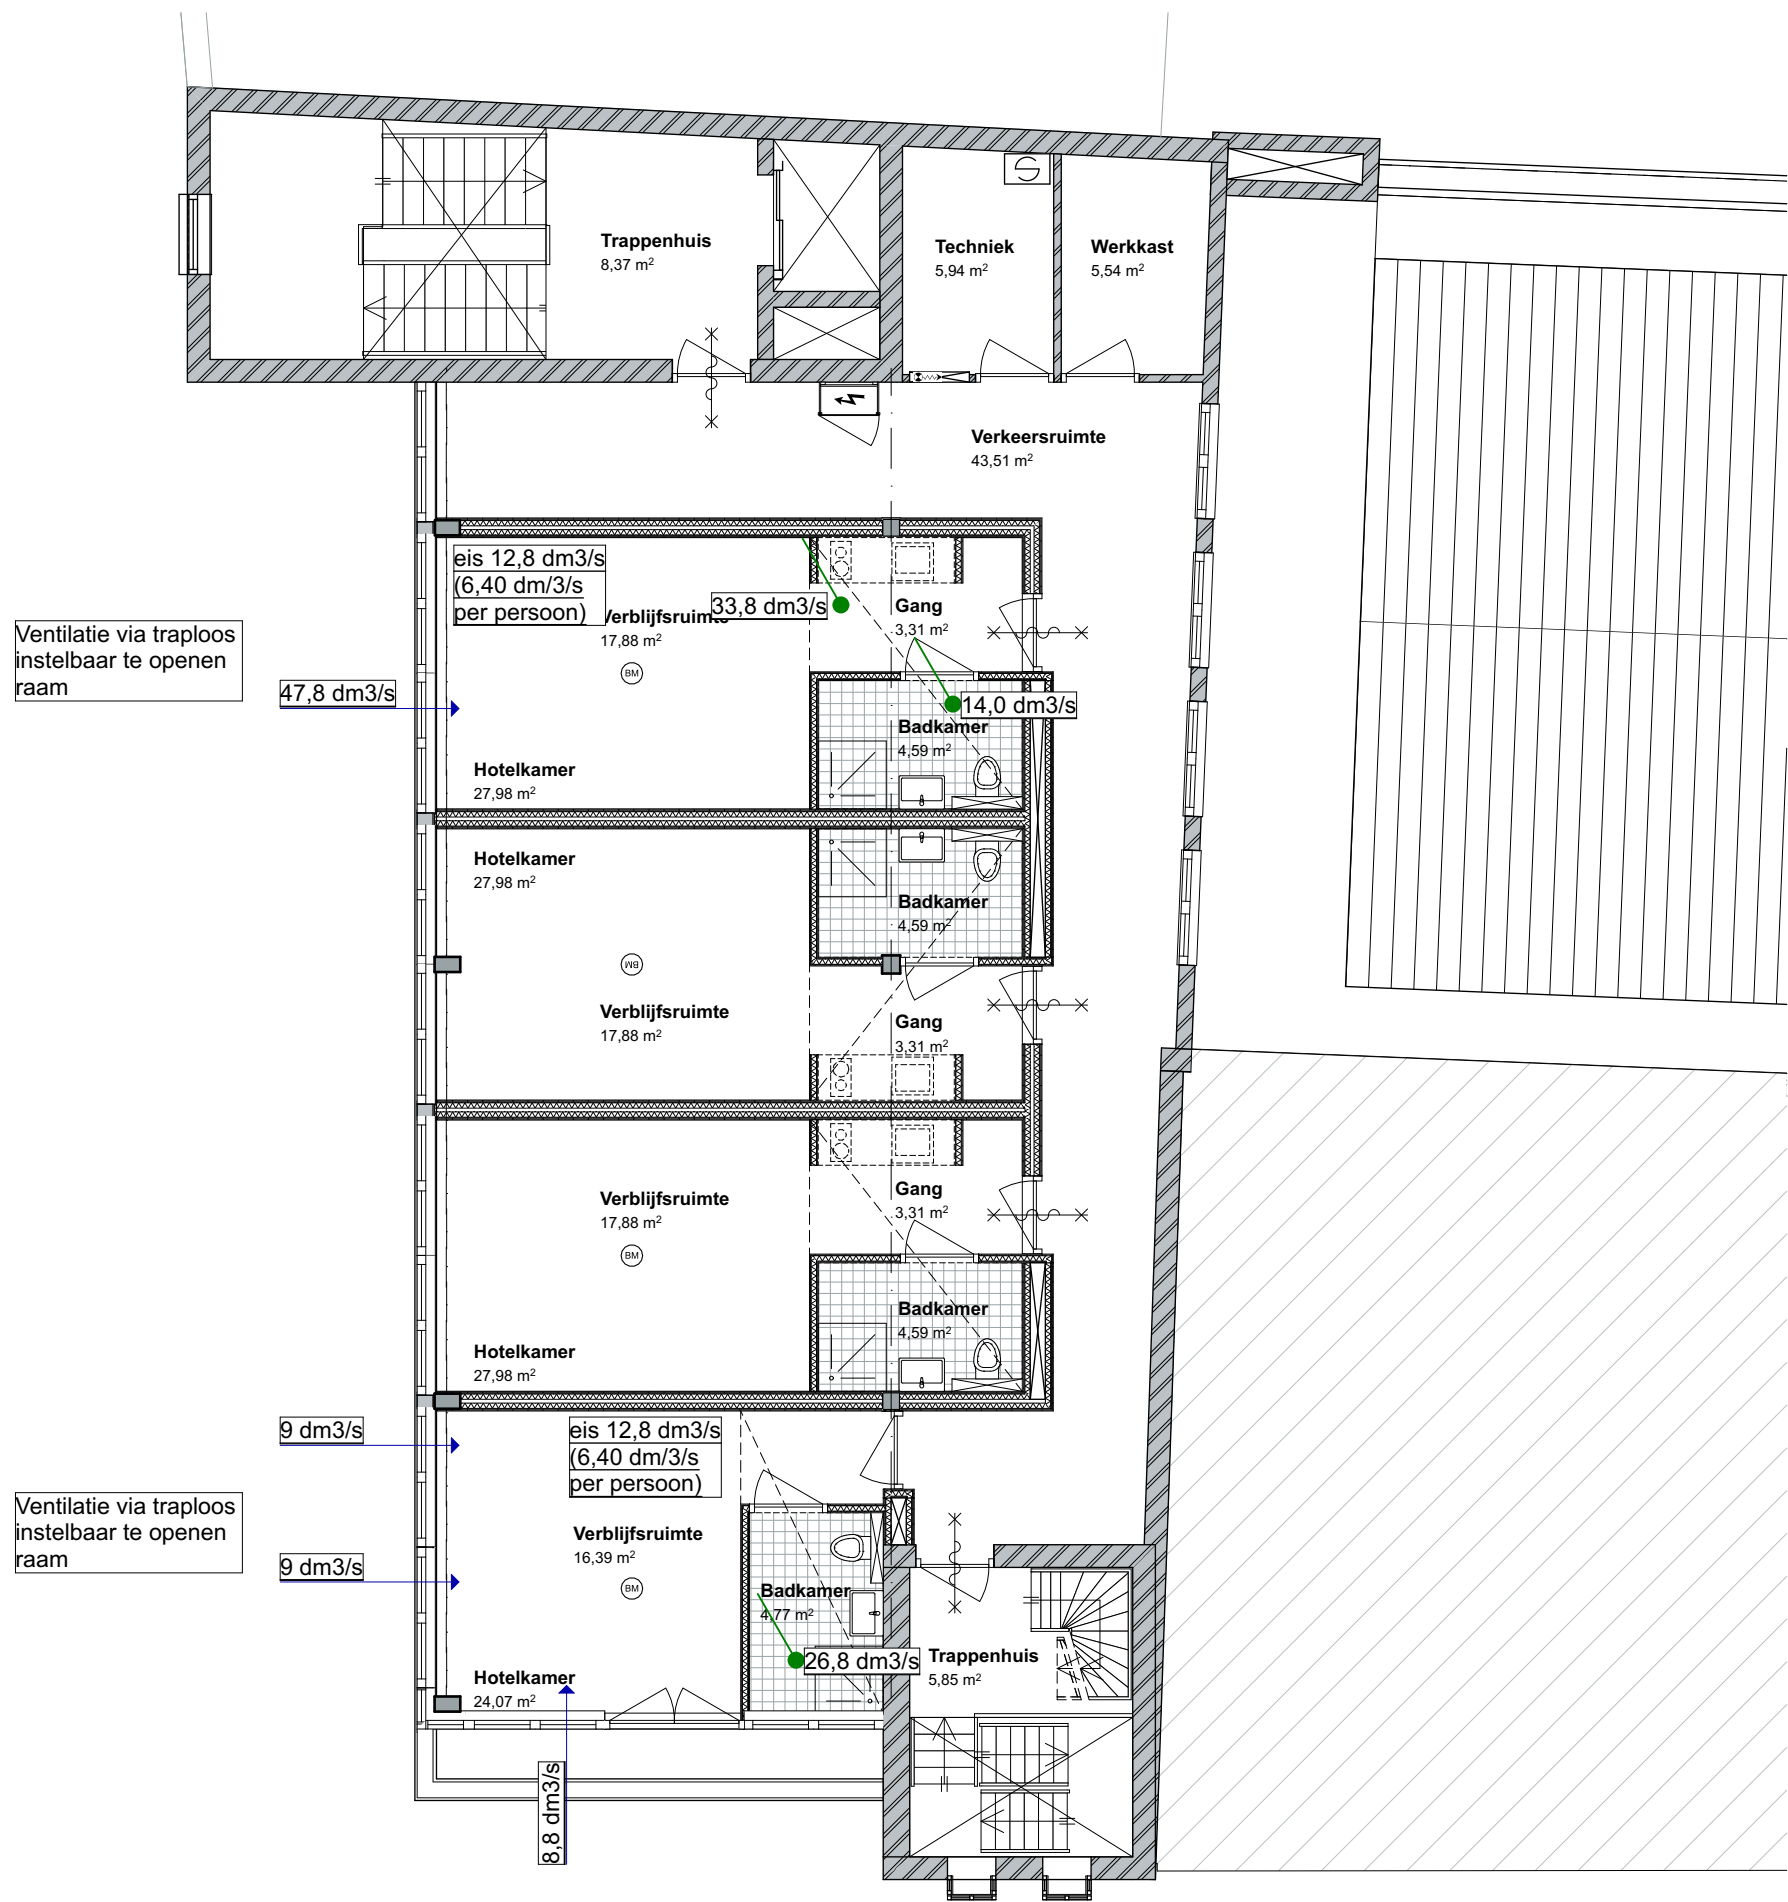 Trappenhuis
8,37 m²
Techniek
5,94 m²
Werkkast
5,54 m²
Verkeersruimte
43,51 m²
eis 12,8 dm3/s
(6,40 dm/3/s
per persoon)
33,8 dm3/s
Verblijfsruimte
17,88 m²
BM
Gang
3,31 m²
Ventilatie via traploos
instelbaar te openen
raam
47,8 dm3/s
14,0 dm3/s
Badkamer
4,59 m²
Hotelkamer
27,98 m²
Hotelkamer
27,98 m²
Badkamer
4,59 m²
BM
Verblijfsruimte
17,88 m²
Gang
3,31 m²
Verblijfsruimte
17,88 m²
BM
Gang
3,31 m²
Badkamer
4,59 m²
Hotelkamer
27,98 m²
9 dm3/s
eis 12,8 dm3/s
(6,40 dm/3/s
per persoon)
Ventilatie via traploos
instelbaar te openen
raam
9 dm3/s
Verblijfsruimte
16,39 m²
BM
Badkamer
4,77 m²
26,8 dm3/s
Trappenhuis
5,85 m²
Hotelkamer
24,07 m²
8,8 dm3/s